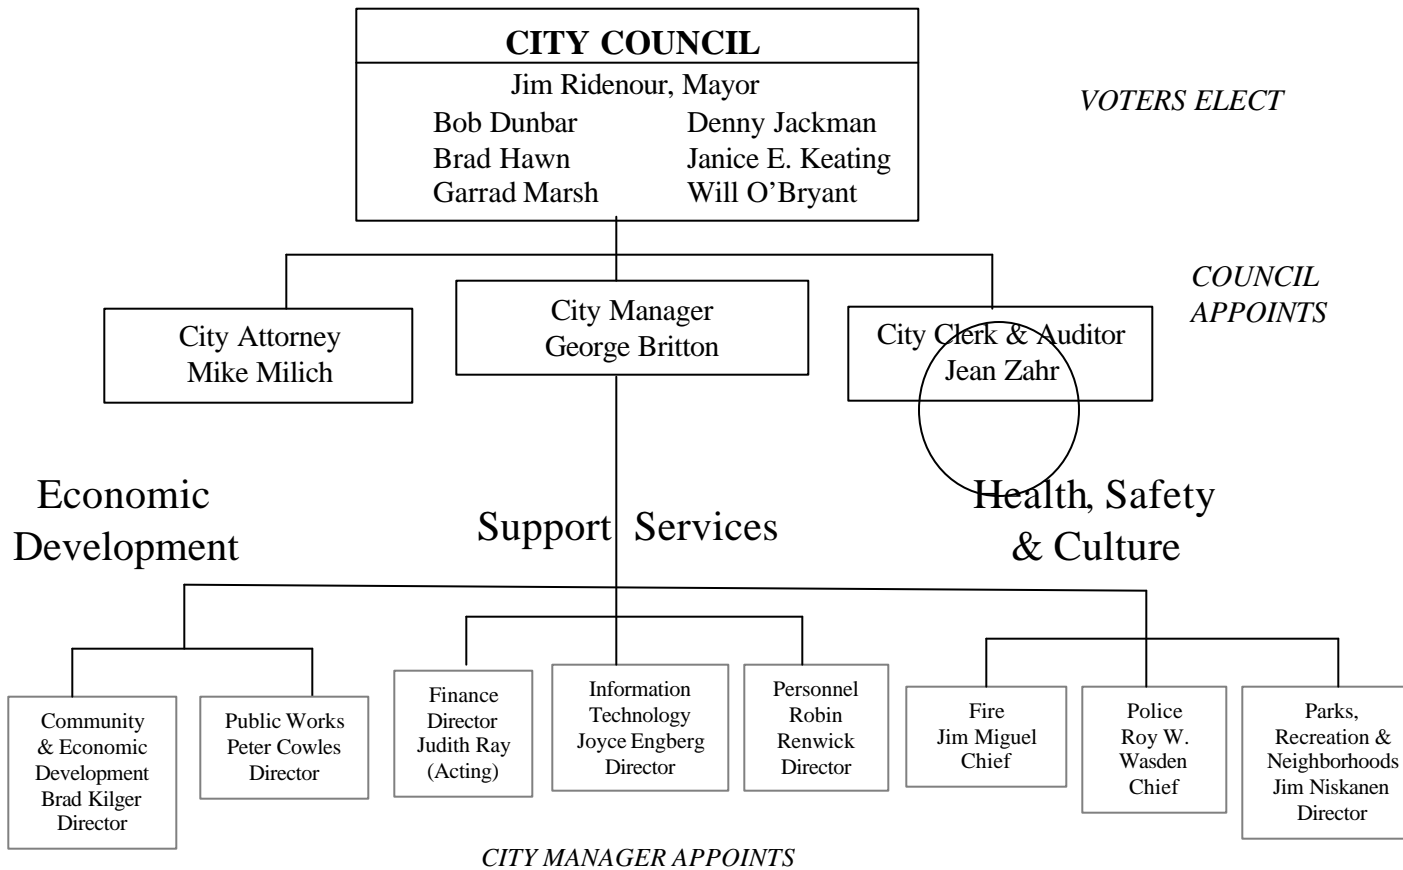 CITY COUNCIL
Jim Ridenour, Mayor
Bob Dunbar
Denny Jackman
Brad Hawn
Janice E. Keating
Garrad Marsh
Will O'Bryant
VOTERS ELECT
COUNCIL
APPOINTS
City Attorney
Mike Milich
City Manager
George Britton
City Clerk & Auditor
Jean Zahr
Economic
Development
Support Services
Health, Safety
& Culture
Community
& Economic
Development
Brad Kilger
Director
Public Works
Peter Cowles
Director
Finance
Director
Judith Ray
(Acting)
Information
Technology
Joyce Engberg
Director
Personnel
Robin
Renwick
Director
Fire
Jim Miguel
Chief
Police
Roy W.
Wasden
Chief
Parks,
Recreation &
Neighborhoods
Jim Niskanen
Director
CITY MANAGER APPOINTS